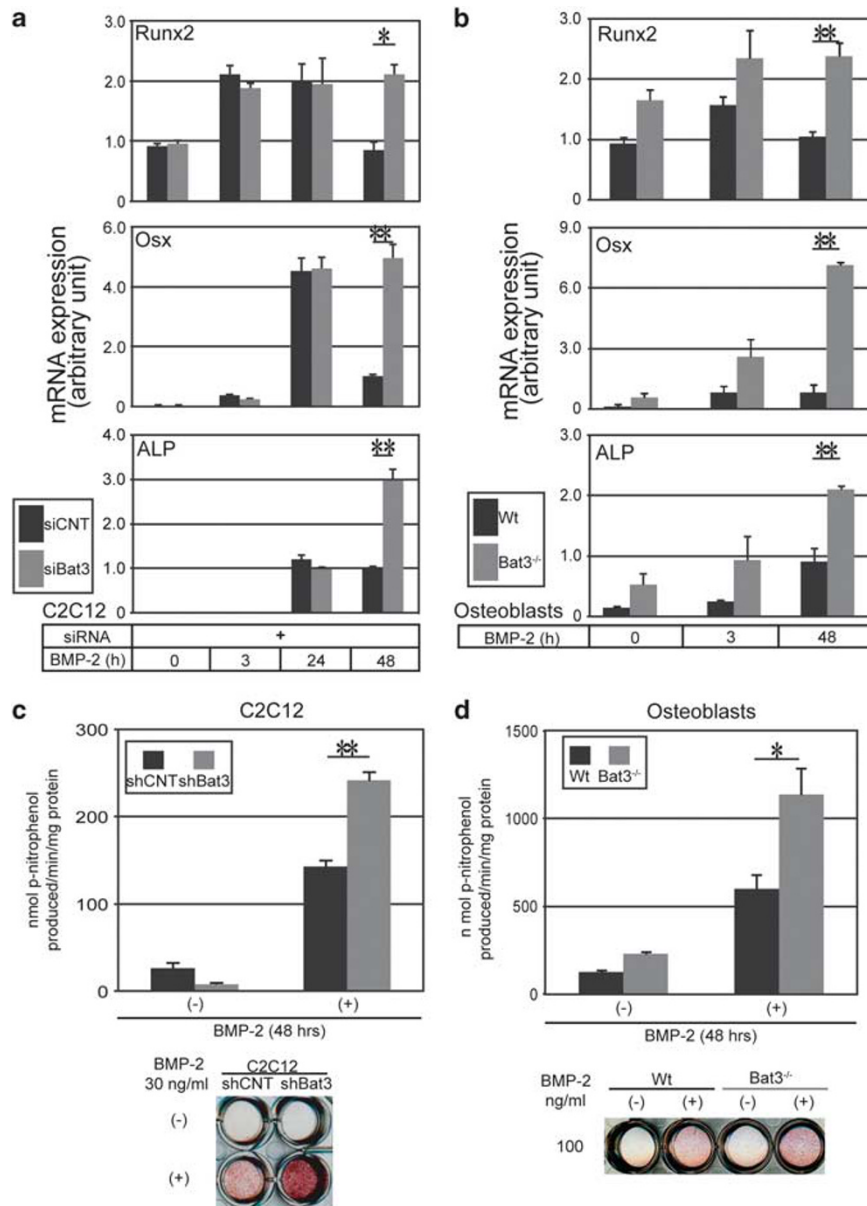 a
Runx2
*
3.0
2.0
1.0
0
Osx
**
6.0
4.0
2.0
0
ALP
**
4.0
3.0
2.0
1.0
0
mRNA expression
(arbitrary unit)
siCNT
siBat3
C2C12
siRNA +
BMP-2 (h) 0 3 24 48
b
Runx2
**
3.0
2.0
1.0
0
Osx
**
9.0
6.0
3.0
0
ALP
**
3.0
2.0
1.0
0
mRNA expression
(arbitrary unit)
Wt
Bat3-/-
Osteoblasts
BMP-2 (h) 0 3 48
c
C2C12
300
200
100
0
nmol p-nitrophenol
produced/min/mg protein
shCNT shBat3
**
(-) (+)
BMP-2 (48 hrs)
BMP-2
30 ng/ml
C2C12
shCNT shBat3
(-)
(+)
d
Osteoblasts
1500
1000
500
0
n mol p-nitrophenol
produced/min/mg protein
Wt Bat3-/-
*
(-) (+)
BMP-2 (48 hrs)
BMP-2
ng/ml
Wt Bat3-/-
(-) (+) (-) (+)
100